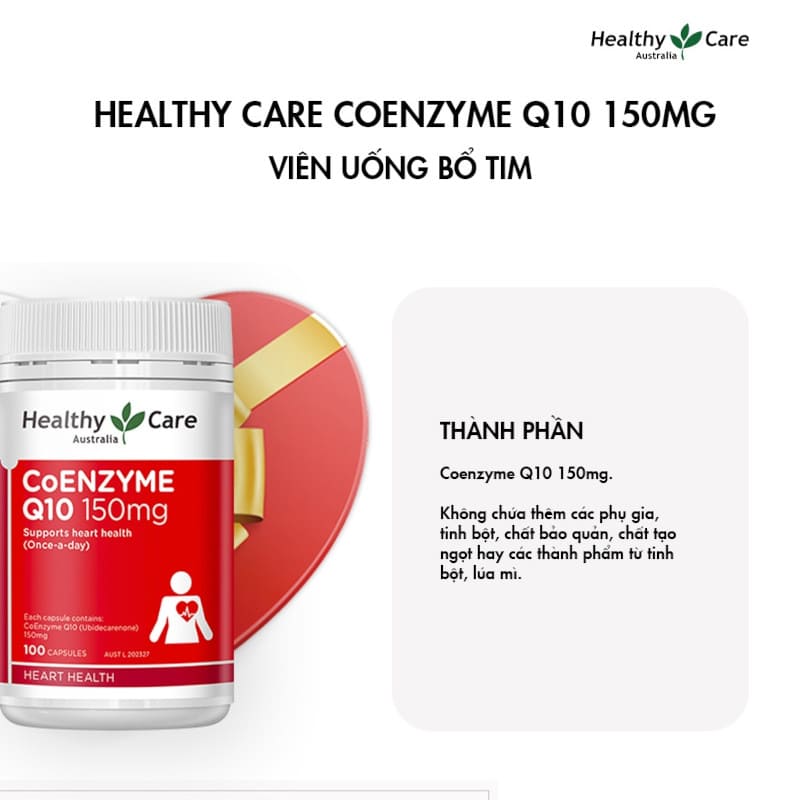 Healthy Care
Australia
HEALTHY CARE COENZYME Q10 150MG
VIÊN UỐNG BỔ TIM
Healthy Care
Australia
CoENZYME
Q10 150mg
Supports heart health
(Once-a-day)
Each capsule contains:
CoEnzyme Q10 (Ubidecarenone)
150mg
100 CAPSULES AUST L 202327
HEART HEALTH
THÀNH PHẦN
Coenzyme Q10 150mg.
Không chứa thêm các phụ gia,
tinh bột, chất bảo quản, chất tạo
ngọt hay các thành phẩm từ tinh
bột, lúa mì.